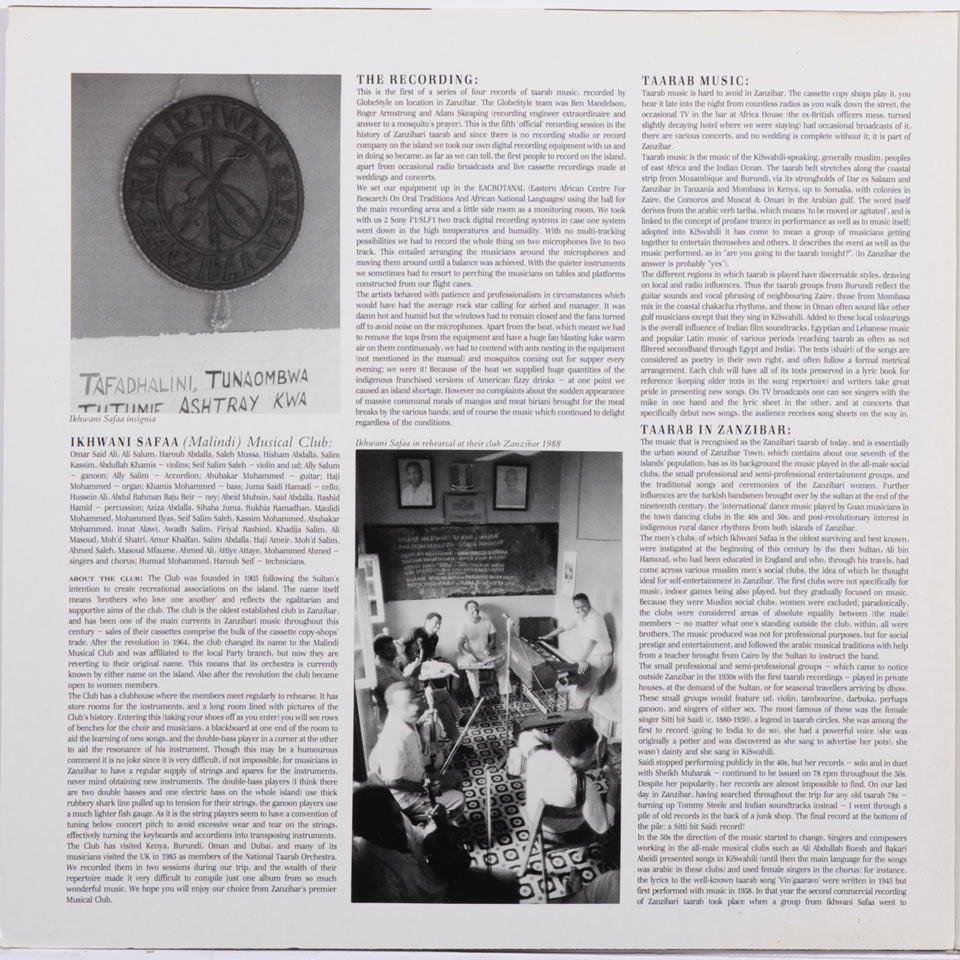 IKHWANI SAFAA
ZANZIBAR
TAFADHALINI, TUNAOMBWA
TUTUMIE ASHTRAY KWA
Ikhwani Safaa insignia
IKHWANI SAFAA (Malindi) Musical Club:
Omar Said Ali, Ali Salum, Haroub Abdalla, Saleh Mussa, Hisham Abdalla, Salim
Kassim, Abdullah Khamis – violins; Seif Salim Saleh – violin and ud; Ally Salum
– ganoon; Ally Salim – Accordion; Abubakar Mohammed – guitar; Haji
Mohammed – organ; Khamis Mohammed – bass; Juma Saidi Hamadi – cello;
Hussein Ali, Abdul Rahman Baju Beir – ney; Abeid Muhsin, Said Abdalla, Rashid
Hamid – percussion; Aziza Abdalla, Sihaba Juma, Rukhia Ramadhan, Maulidi
Mohammed, Mohammed Ilyas, Seif Salim Saleh, Kassim Mohammed, Abubakar
Mohammed, Innat Alawi, Awadh Salim, Firiyal Rashied, Khadija Salim, Ali
Masoud, Moh'd Shatri, Amur Khalfan, Salim Abdalla, Haji Ameir, Moh'd Salim,
Ahmed Saleh, Masoud Mfaume, Ahmed Ali, Attiye Attaye, Mohammed Ahmed –
singers and chorus; Humud Mohammed, Haroub Seif – technicians.
ABOUT THE CLUB: The Club was founded in 1905 following the Sultan's
intention to create recreational associations on the island. The name itself
means 'brothers who love one another' and reflects the egalitarian and
supportive aims of the club. The club is the oldest established club in Zanzibar,
and has been one of the main currents in Zanzibari music throughout this
century – sales of their cassettes comprise the bulk of the cassette copy-shops'
trade. After the revolution in 1964, the club changed its name to the Malindi
Musical Club and was affiliated to the local Party branch, but now they are
reverting to their original name. This means that its orchestra is currently
known by either name on the island. Also after the revolution the club became
open to women members.
The Club has a clubhouse where the members meet regularly to rehearse. It has
store rooms for the instruments, and a long room lined with pictures of the
Club's history. Entering this (taking your shoes off as you enter) you will see rows
of benches for the choir and musicians, a blackboard at one end of the room to
aid the learning of new songs, and the double-bass player in a corner at the other
to aid the resonance of his instrument. Though this may be a humourous
comment it is no joke since it is very difficult, if not impossible, for musicians in
Zanzibar to have a regular supply of strings and spares for the instruments,
never mind obtaining new instruments. The double-bass players (I think there
are two double basses and one electric bass on the whole island) use thick
rubbery shark line pulled up to tension for their strings, the ganoon players use
a much lighter fish gauge. As it is the string players seem to have a convention of
tuning below concert pitch to avoid excessive wear and tear on the strings,
effectively turning the keyboards and accordions into transposing instruments.
The Club has visited Kenya, Burundi, Oman and Dubai, and many of its
musicians visited the UK in 1985 as members of the National Taarab Orchestra.
We recorded them in two sessions during our trip, and the wealth of their
repertoire made it very difficult to compile just one album from so much
wonderful music. We hope you will enjoy our choice from Zanzibar's premier
Musical Club.
THE RECORDING:
This is the first of a series of four records of taarab music, recorded by
GlobeStyle on location in Zanzibar. The GlobeStyle team was Ben Mandelson,
Roger Armstrong and Adam Skeaping (recording engineer extraordinaire and
answer to a mosquito's prayer). This is the fifth 'official' recording session in the
history of Zanzibari taarab and since there is no recording studio or record
company on the island we took our own digital recording equipment with us and
in doing so became, as far as we can tell, the first people to record on the island,
apart from occasional radio broadcasts and live cassette recordings made at
weddings and concerts.
We set our equipment up in the EACROTANAL (Eastern African Centre For
Research On Oral Traditions And African National Languages) using the hall for
the main recording area and a little side room as a monitoring room. We took
with us 2 Sony F1/SLF1 two track digital recording systems in case one system
went down in the high temperatures and humidity. With no multi-tracking
possibilities we had to record the whole thing on two microphones live to two
track. This entailed arranging the musicians around the microphones and
moving them around until a balance was achieved. With the quieter instruments
we sometimes had to resort to perching the musicians on tables and platforms
constructed from our flight cases.
The artists behaved with patience and professionalism in circumstances which
would have had the average rock star calling for airbed and manager. It was
damn hot and humid but the windows had to remain closed and the fans turned
off to avoid noise on the microphones. Apart from the heat, which meant we had
to remove the tops from the equipment and have a huge fan blasting luke warm
air on them continuously, we had to contend with ants nesting in the equipment
(not mentioned in the manual) and mosquitos coming out for supper every
evening; we were it! Because of the heat we supplied huge quantities of the
indigenous franchised versions of American fizzy drinks – at one point we
caused an island shortage. However no complaints about the sudden appearance
of massive communal meals of mangos and meat biriani brought for the meal
breaks by the various bands; and of course the music which continued to delight
regardless of the conditions.
Ikhwani Safaa in rehearsal at their club Zanzibar 1988
TAARAB MUSIC:
Taarab music is hard to avoid in Zanzibar. The cassette copy shops play it, you
hear it late into the night from countless radios as you walk down the street, the
occasional TV in the bar at Africa House (the ex-British officers mess, turned
slightly decaying hotel where we were staying) had occasional broadcasts of it,
there are various concerts, and no wedding is complete without it; it is part of
Zanzibar.
Taarab music is the music of the KiSwahili-speaking, generally muslim, peoples
of east Africa and the Indian Ocean. The taarab belt stretches along the coastal
strip from Mozambique and Burundi, via its strongholds of Dar es Salaam and
Zanzibar in Tanzania and Mombasa in Kenya, up to Somalia, with colonies in
Zaire, the Comoros and Muscat & Oman in the Arabian gulf. The word itself
derives from the arabic verb tariba, which means 'to be moved or agitated', and is
linked to the concept of profane trance in performance as well as to music itself;
adopted into KiSwahili it has come to mean a group of musicians getting
together to entertain themselves and others. It describes the event as well as the
music performed, as in "are you going to the taarab tonight?". (In Zanzibar the
answer is probably "yes").
The different regions in which taarab is played have discernable styles, drawing
on local and radio influences. Thus the taarab groups from Burundi reflect the
guitar sounds and vocal phrasing of neighbouring Zaire, those from Mombasa
mix in the coastal chakacha rhythms, and those in Oman often sound like other
gulf musicians except that they sing in KiSwahili. Added to these local colourings
is the overall influence of Indian film soundtracks, Egyptian and Lebanese music
and popular Latin music of various periods (reaching taarab as often as not
filtered secondhand through Egypt and India). The texts (shairi) of the songs are
considered as poetry in their own right, and often follow a formal metrical
arrangement. Each club will have all of its texts preserved in a lyric book for
reference (keeping older texts in the sung repertoire) and writers take great
pride in presenting new songs. On TV broadcasts one can see singers with the
mike in one hand and the lyric sheet in the other, and at concerts that
specifically debut new songs, the audience receives song sheets on the way in.
TAARAB IN ZANZIBAR:
The music that is recognised as the Zanzibari taarab of today, and is essentially
the urban sound of Zanzibar Town, which contains about one seventh of the
islands' population, has as its background the music played in the all-male social
clubs, the small professional and semi-professional entertainment groups, and
the traditional songs and ceremonies of the Zanzibari women. Further
influences are the turkish bandsmen brought over by the sultan at the end of the
nineteenth century, the 'international' dance music played by Goan musicians in
the town dancing clubs in the 40s and 50s, and post-revolutionary interest in
indigenous rural dance rhythms from both islands of Zanzibar.
The men's clubs, of which Ikhwani Safaa is the oldest surviving and best known,
were instigated at the beginning of this century by the then Sultan, Ali bin
Hamoud, who had been educated in England and who, through his travels, had
come across various muslim men's social clubs, the idea of which he thought
ideal for self-entertainment in Zanzibar. The first clubs were not specifically for
music, indoor games being also played, but they gradually focused on music.
Because they were Muslim social clubs, women were excluded; paradoxically,
the clubs were considered areas of absolute equality between (the male)
members – no matter what one's standing outside the club, within, all were
brothers. The music produced was not for professional purposes, but for social
prestige and entertainment, and followed the arabic musical traditions with help
from a teacher brought from Cairo by the Sultan to instruct the band.
The small professional and semi-professional groups – which came to notice
outside Zanzibar in the 1930s with the first taarab recordings – played in private
houses, at the demand of the Sultan, or for seasonal travellers arriving by dhow.
These small groups would feature ud, violin, tambourine, darbuka, perhaps
ganoon, and singers of either sex. The most famous of these was the female
singer Sitti bit Saidi (c. 1880-1950), a legend in taarab circles. She was among the
first to record (going to India to do so), she had a powerful voice (she was
originally a potter and was discovered as she sang to advertise her pots), she
wasn't dainty and she sang in KiSwahili.
Saidi stopped performing publicly in the 40s, but her records – solo and in duet
with Sheikh Mubarak – continued to be issued on 78 rpm throughout the 50s.
Despite her popularity, her records are almost impossible to find. On our last
day in Zanzibar, having searched throughout the trip for any old taarab 78s –
turning up Tommy Steele and Indian soundtracks instead – I went through a
pile of old records in the back of a junk shop. The final record at the bottom of
the pile: a Sitti bit Saidi record!
In the 50s the direction of the music started to change. Singers and composers
working in the all-male musical clubs such as Ali Abdullah Buesh and Bakari
Abeidi presented songs in KiSwahili (until then the main language for the songs
was arabic in these clubs) and used female singers in the chorus: for instance,
the lyrics to the well-known taarab song 'Vin'gaaravo' were written in 1945 but
first performed with music in 1958. In that year the second commercial recording
of Zanzibari taarab took place when a group from Ikhwani Safaa went to